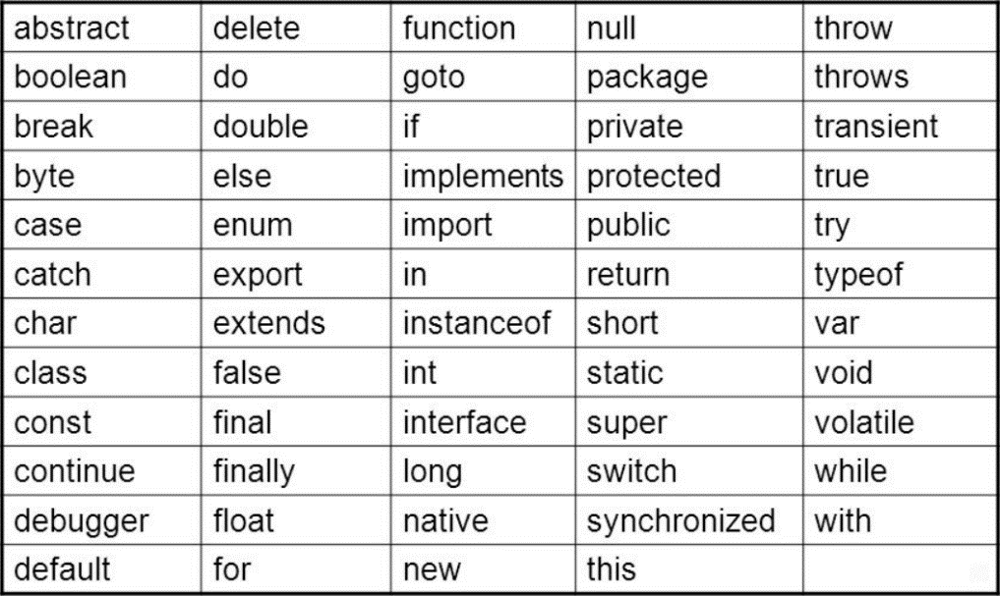 abstract delete function null throw
boolean do goto package throws
break double if private transient
byte else implements protected true
case enum import public try
catch export in return typeof
char extends instanceof short var
class false int static void
const final interface super volatile
continue finally long switch while
debugger float native synchronized with
default for new this